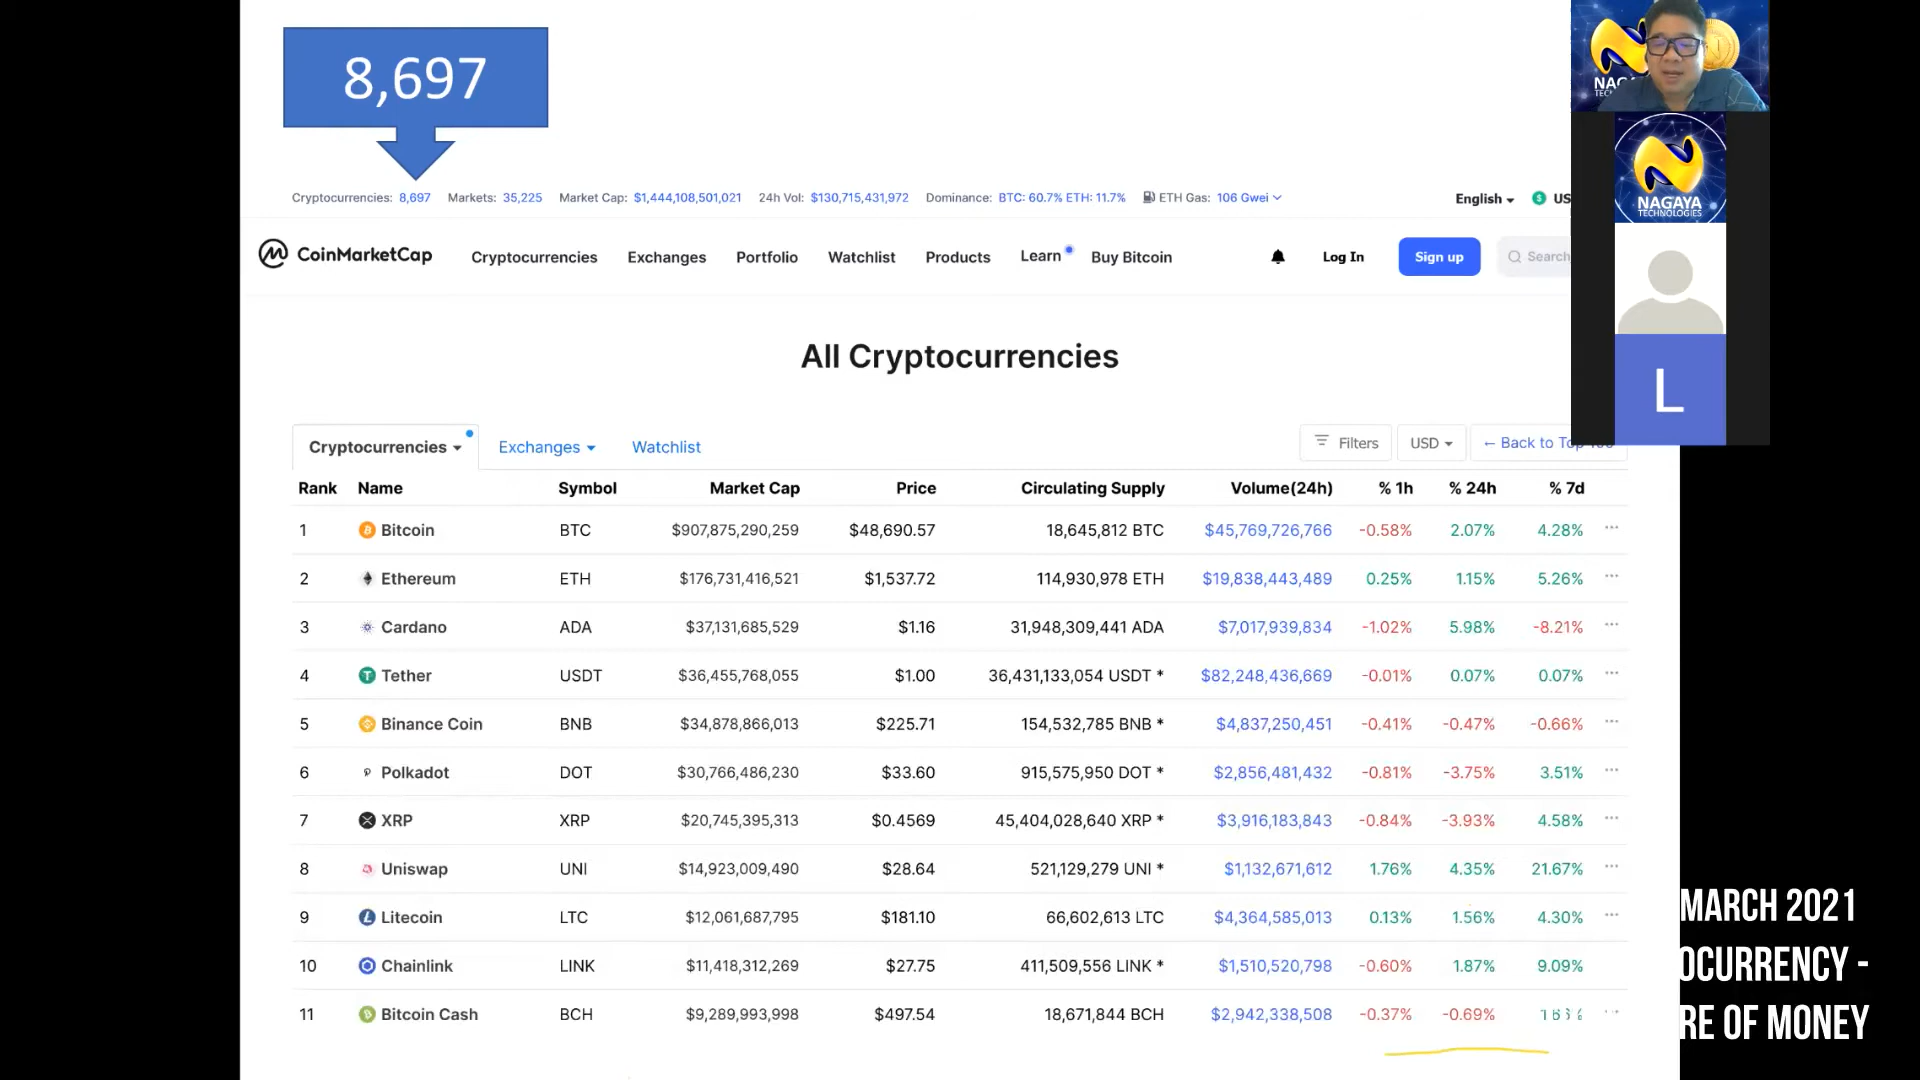 8,697
Cryptocurrencies: 8,697 Markets: 35,225 Market Cap: $1,444,108,501,021 24h Vol: $130,715,431,972 Dominance: BTC: 60.7% ETH: 11.7% ETH Gas: 106 Gwei English US
CoinMarketCap Cryptocurrencies Exchanges Portfolio Watchlist Products Learn Buy Bitcoin Log In Sign up Search
NAGAYA
TECHNOLOGIES
L
All Cryptocurrencies
Cryptocurrencies Exchanges Watchlist Filters USD ← Back to Top 100
Rank Name Symbol Market Cap Price Circulating Supply Volume(24h) % 1h % 24h % 7d
1 Bitcoin BTC $907,875,290,259 $48,690.57 18,645,812 BTC $45,769,726,766 -0.58% 2.07% 4.28%
2 Ethereum ETH $176,731,416,521 $1,537.72 114,930,978 ETH $19,838,443,489 0.25% 1.15% 5.26%
3 Cardano ADA $37,131,685,529 $1.16 31,948,309,441 ADA $7,017,939,834 -1.02% 5.98% -8.21%
4 Tether USDT $36,455,768,055 $1.00 36,431,133,054 USDT * $82,248,436,669 -0.01% 0.07% 0.07%
5 Binance Coin BNB $34,878,866,013 $225.71 154,532,785 BNB * $4,837,250,451 -0.41% -0.47% -0.66%
6 Polkadot DOT $30,766,486,230 $33.60 915,575,950 DOT * $2,856,481,432 -0.81% -3.75% 3.51%
7 XRP XRP $20,745,395,313 $0.4569 45,404,028,640 XRP * $3,916,183,843 -0.84% -3.93% 4.58%
8 Uniswap UNI $14,923,009,490 $28.64 521,129,279 UNI * $1,132,671,612 1.76% 4.35% 21.67%
9 Litecoin LTC $12,061,687,795 $181.10 66,602,613 LTC $4,364,585,013 0.13% 1.56% 4.30%
10 Chainlink LINK $11,418,312,269 $27.75 411,509,556 LINK * $1,510,520,798 -0.60% 1.87% 9.09%
11 Bitcoin Cash BCH $9,289,993,998 $497.54 18,671,844 BCH $2,942,338,508 -0.37% -0.69%
MARCH 2021
OCURRENCY -
RE OF MONEY